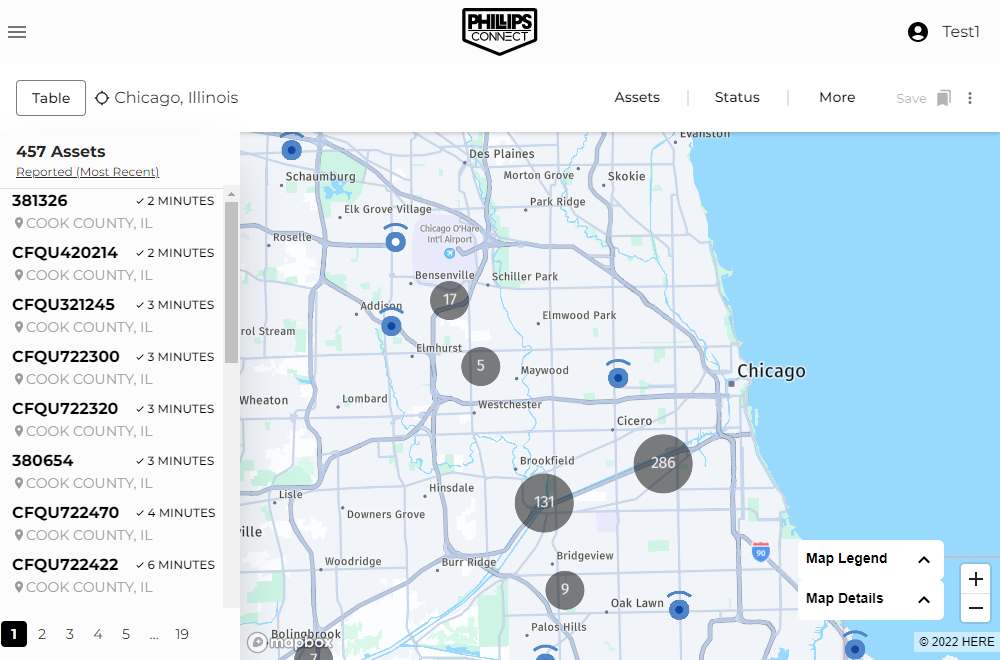 PHILLIPS
CONNECT
Test1
Table
Chicago, Illinois
Assets
Status
More
Save
457 Assets
Reported (Most Recent)
381326
2 MINUTES
COOK COUNTY, IL
CFQU420214
2 MINUTES
COOK COUNTY, IL
CFQU321245
3 MINUTES
COOK COUNTY, IL
CFQU722300
3 MINUTES
COOK COUNTY, IL
CFQU722320
3 MINUTES
COOK COUNTY, IL
380654
3 MINUTES
COOK COUNTY, IL
CFQU722470
4 MINUTES
COOK COUNTY, IL
CFQU722422
6 MINUTES
COOK COUNTY, IL
1 2 3 4 5 ... 19
Evanston
Des Plaines
Schaumburg
Morton Grove
Skokie
Park Ridge
Elk Grove Village
Chicago O'Hare
Int'l Airport
Roselle
Bensenville
Schiller Park
17
Addison
Elmwood Park
rol Stream
Elmhurst
5
Maywood
Chicago
Wheaton
Lombard
Westchester
Cicero
Brookfield
286
Hinsdale
Lisle
131
Downers Grove
ville
90
Bridgeview
Woodridge
Burr Ridge
9
Oak Lawn
Palos Hills
Bolingbrook
mapbox
7
Map Legend
Map Details
+
−
© 2022 HERE